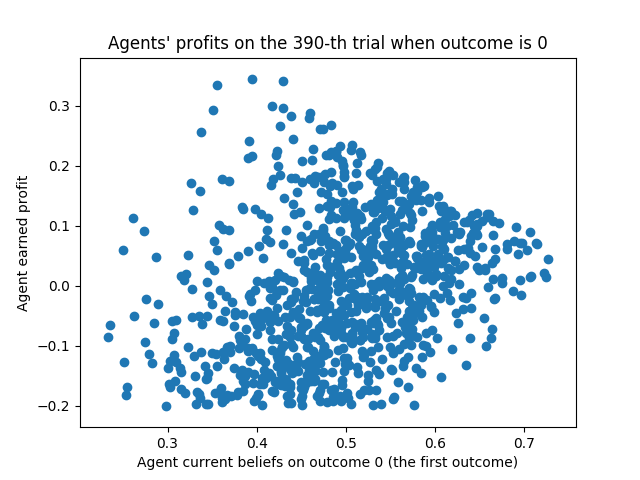 Agents' profits on the 390-th trial when outcome is 0
0.3
0.2
0.1
0.0
−0.1
−0.2
Agent earned profit
0.3 0.4 0.5 0.6 0.7
Agent current beliefs on outcome 0 (the first outcome)